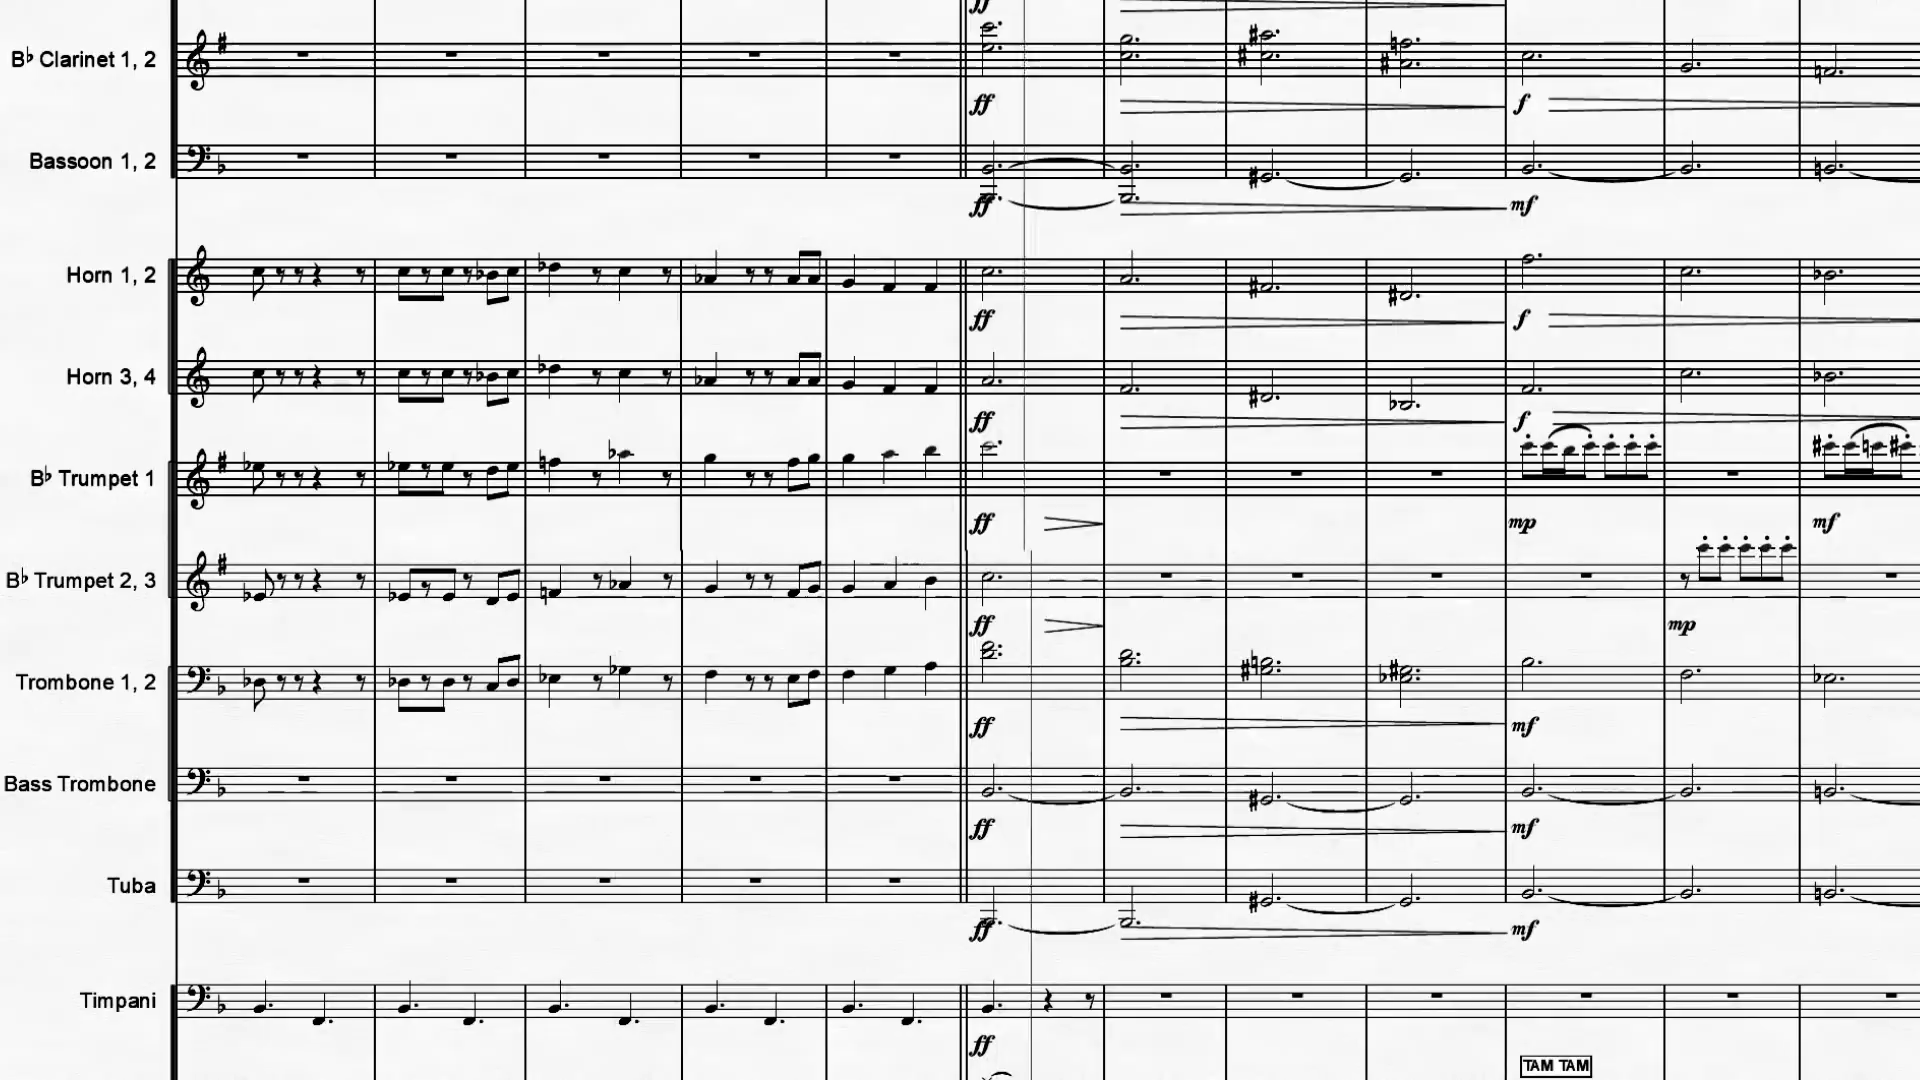 ff
B♭ Clarinet 1, 2
ff
f
Bassoon 1, 2
ff
mf
Horn 1, 2
ff
f
Horn 3, 4
ff
f
B♭ Trumpet 1
ff
mp
mf
B♭ Trumpet 2, 3
ff
mp
Trombone 1, 2
ff
mf
Bass Trombone
ff
mf
Tuba
ff
mf
Timpani
ff
TAM TAM